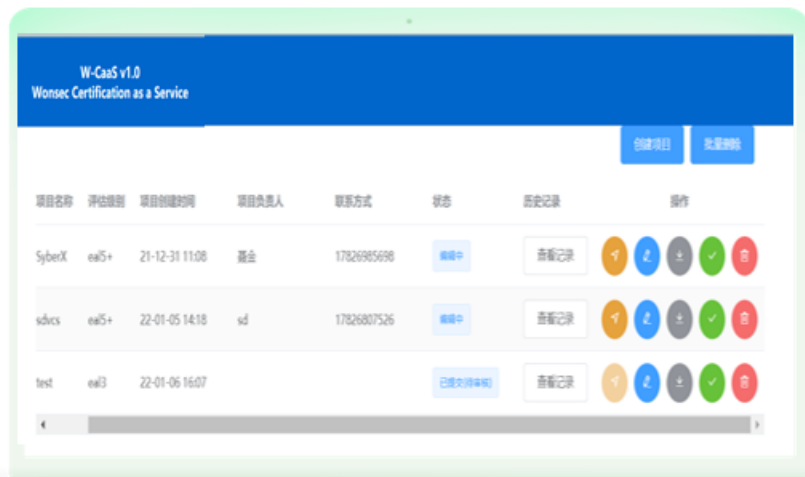 W-CaaS v1.0
Wonsec Certification as a Service
创建项目 批量删除
项目名称 评估级别 项目创建时间 项目负责人 联系方式 状态 历史记录 操作
SyberX eal5+ 21-12-31 11:08 聂金 17826985698 编辑中 查看记录
sdvcs eal5+ 22-01-05 14:18 sd 17826807526 编辑中 查看记录
test eal3 22-01-06 16:07 已提交(待审核) 查看记录